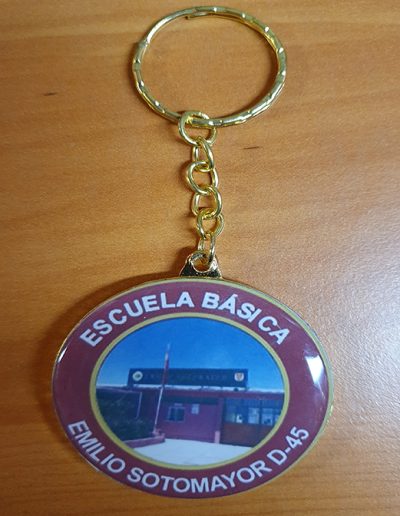 ESCUELA BÁSICA
EMILIO SOTOMAYOR D-45